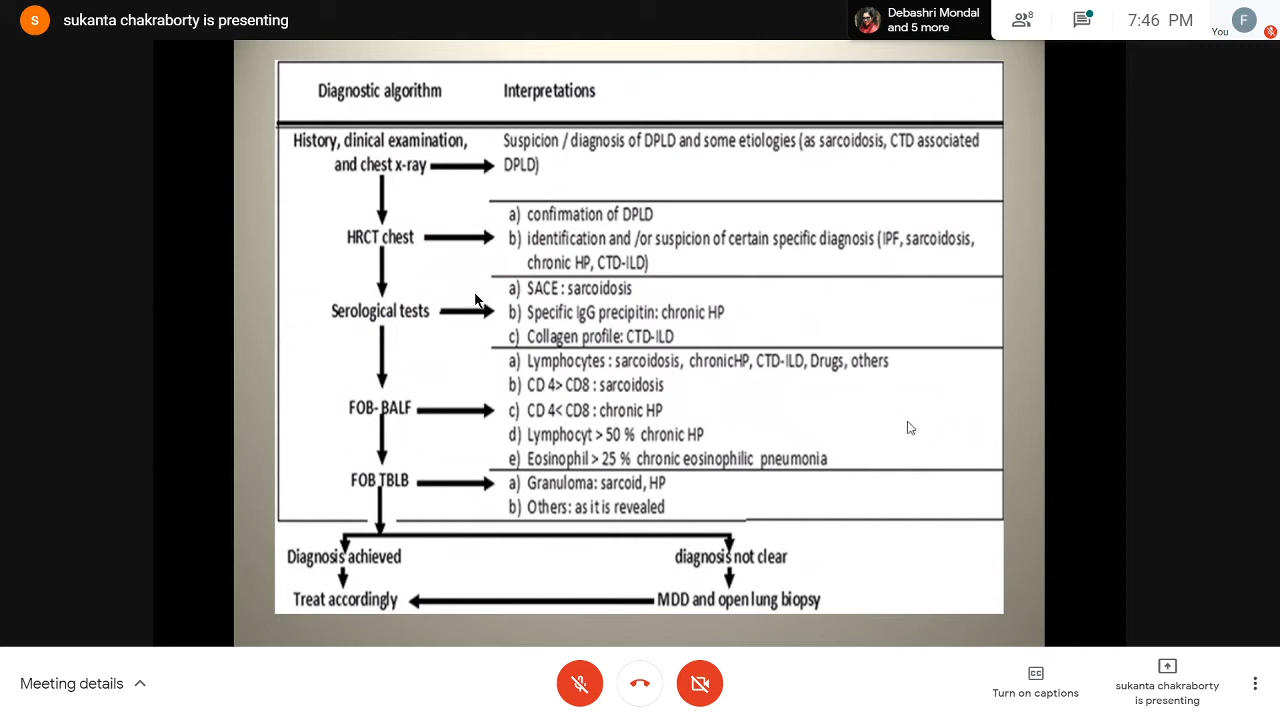 S
sukanta chakraborty is presenting
Debashri Mondal
and 5 more
8
7:46 PM
You
F
Diagnostic algorithm
Interpretations
History, clinical examination,
and chest x-ray
Suspicion / diagnosis of DPLD and some etiologies (as sarcoidosis, CTD associated
DPLD)
HRCT chest
a) confirmation of DPLD
b) identification and /or suspicion of certain specific diagnosis (IPF, sarcoidosis,
chronic HP, CTD-ILD)
Serological tests
a) SACE : sarcoidosis
b) Specific IgG precipitin: chronic HP
c) Collagen profile: CTD-ILD
FOB- BALF
a) Lymphocytes : sarcoidosis, chronicHP, CTD-ILD, Drugs, others
b) CD 4> CD8 : sarcoidosis
c) CD 4< CD8 : chronic HP
d) Lymphocyt > 50 % chronic HP
e) Eosinophil > 25 % chronic eosinophilic pneumonia
FOB TBLB
a) Granuloma: sarcoid, HP
b) Others: as it is revealed
Diagnosis achieved
diagnosis not clear
Treat accordingly
MDD and open lung biopsy
Meeting details
CC
Turn on captions
sukanta chakraborty
is presenting